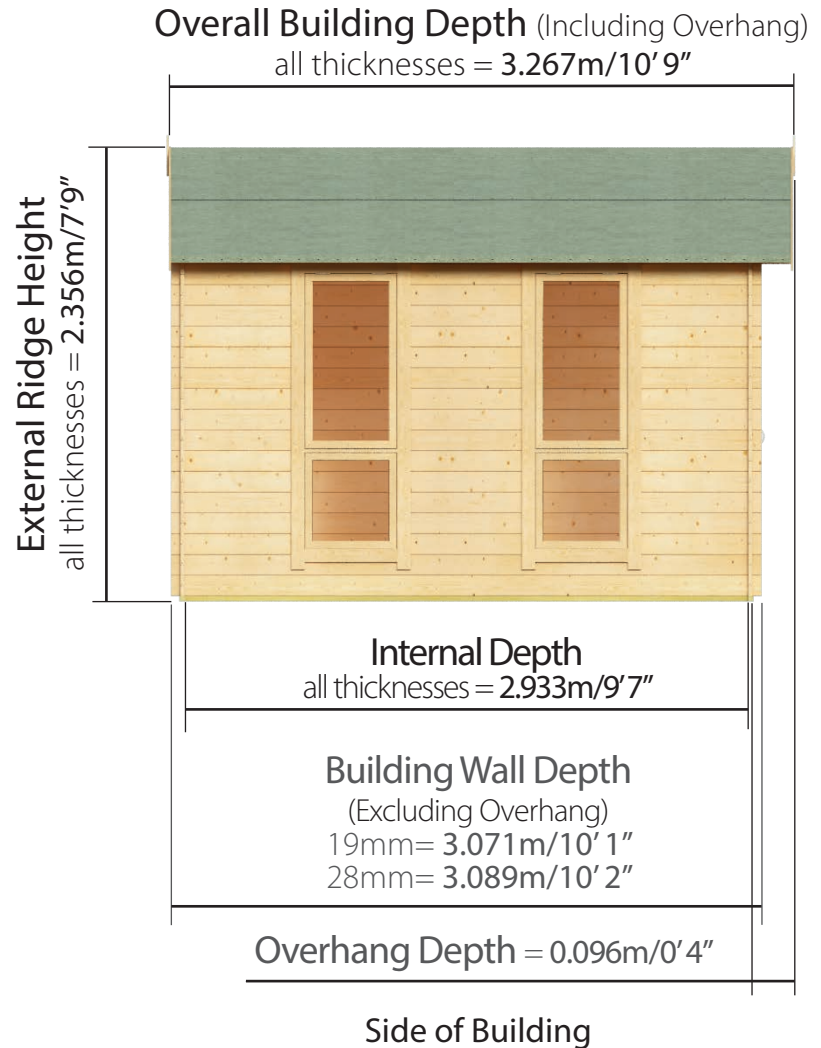 Overall Building Depth (Including Overhang)
all thicknesses = 3.267m/10'9"
External Ridge Height
all thicknesses = 2.356m/7'9"
Internal Depth
all thicknesses = 2.933m/9'7"
Building Wall Depth
(Excluding Overhang)
19mm= 3.071m/10'1"
28mm= 3.089m/10'2"
Overhang Depth = 0.096m/0'4"
Side of Building